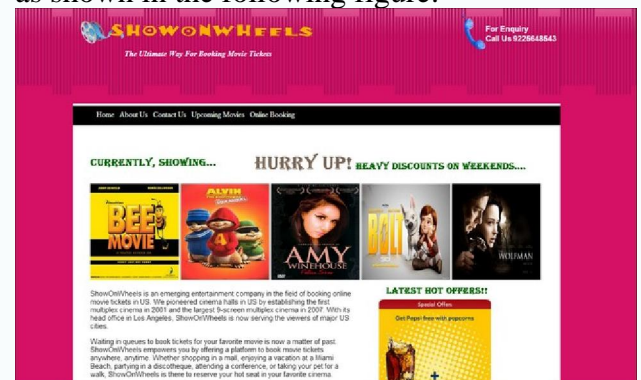 as shown in the following figure:
SHOWONWHEELS
The Ultimate Way For Booking Movie Tickets
For Enquiry
Call Us 9225648543
Home About Us Contact Us Upcoming Movies Online Booking
CURRENTLY, SHOWING... HURRY UP! HEAVY DISCOUNTS ON WEEKENDS....
BEE
MOVIE
ALVIN
AMY
WINEHOUSE
BOLT
WOLFMAN
ShowOnWheels is an emerging entertainment company in the field of booking online
movie tickets in US. We pioneered cinema halls in US by establishing the first
multiplex cinema in 2001 and the largest 9-screen multiplex cinema in 2007. With its
head office in Los Angeles, ShowOnWheels is now serving the viewers of major US
cities.
Waiting in queues to book tickets for your favorite movie is now a matter of past.
ShowOnWheels empowers you by offering a platform to book movie tickets
anywhere, anytime. Whether shopping in a mall, enjoying a vacation at a Miami
Beach, partying in a discotheque, attending a conference, or taking your pet for a
walk, ShowOnWheels is there to reserve your hot seat in your favorite cinema.
LATEST HOT OFFERS!!
Special Offers
Get Pepsi free with popcorns
+